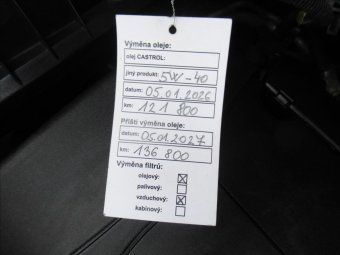 Výměna oleje:
olej CASTROL:
jiný produkt: 5W-40
datum: 05.01.2026
km: 121 800
Příští výměna oleje:
datum: 05.01.2027
km: 136 800
Výměna filtrů:
olejový: ☒
palivový: ☐
vzduchový: ☒
kabinový: ☐